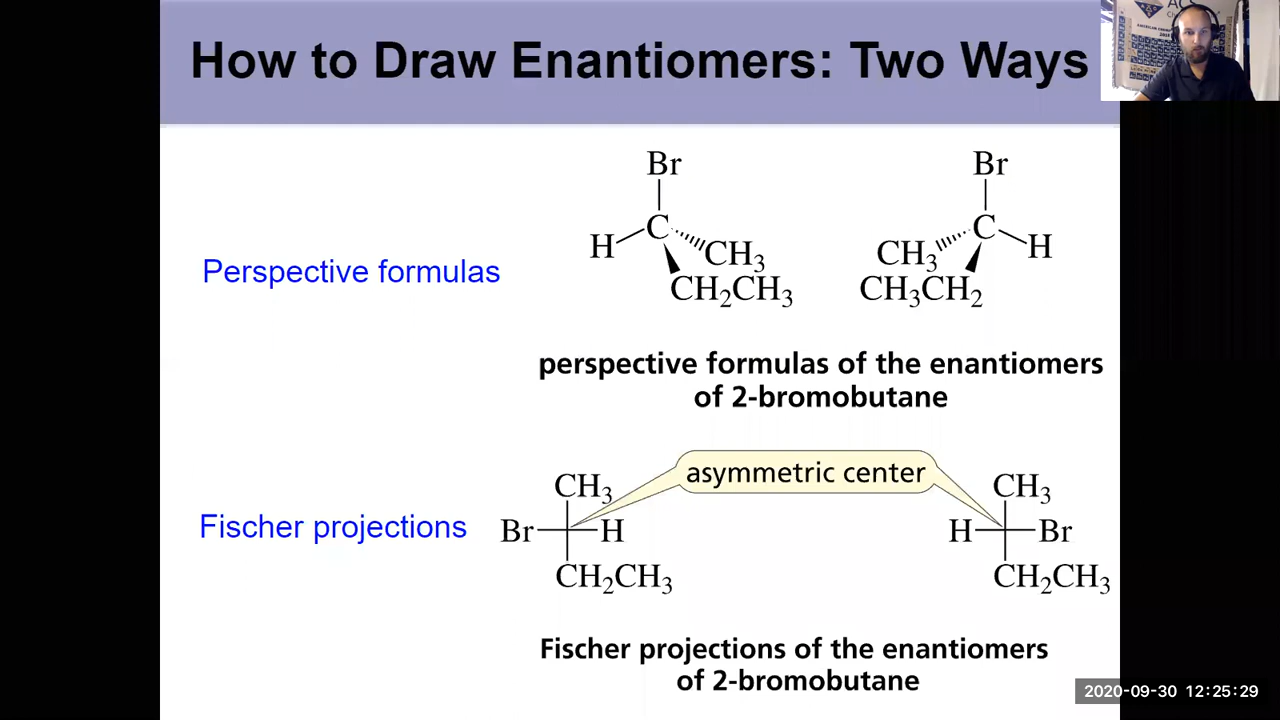 How to Draw Enantiomers: Two Ways
Br Br
C C
H CH₃ CH₃ H
CH₂CH₃ CH₃CH₂
Perspective formulas
perspective formulas of the enantiomers
of 2-bromobutane
asymmetric center
CH₃ CH₃
Fischer projections
Br H H Br
CH₂CH₃ CH₂CH₃
Fischer projections of the enantiomers
of 2-bromobutane
2020-09-30 12:25:29